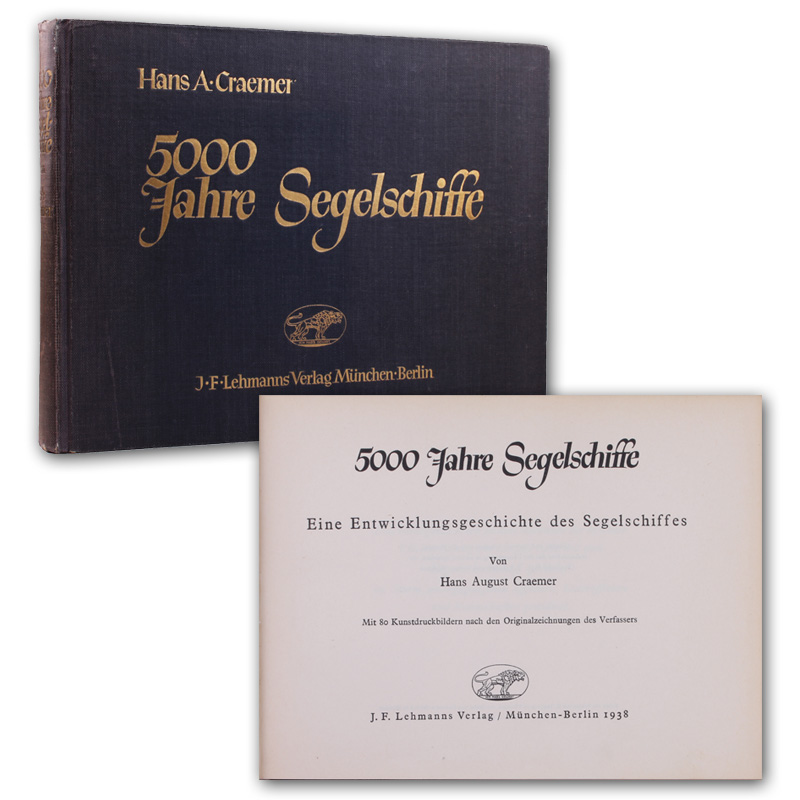 Hans A. Craemer
5000
Jahre Segelschiffe
J·F·Lehmanns Verlag München·Berlin
5000 Jahre Segelschiffe
Eine Entwicklungsgeschichte des Segelschiffes
Von
Hans August Craemer
Mit 80 Kunstdruckbildern nach den Originalzeichnungen des Verfassers
J. F. Lehmanns Verlag / München-Berlin 1938